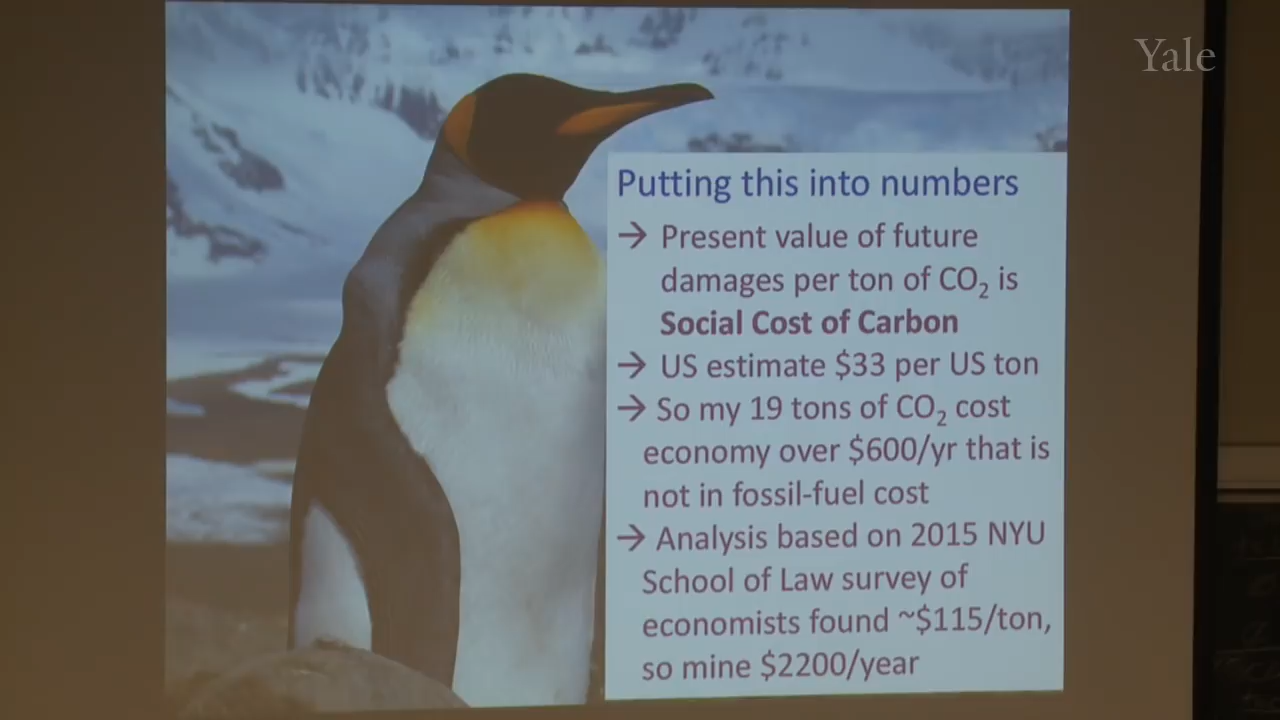 Yale
Putting this into numbers
→ Present value of future
damages per ton of CO₂ is
Social Cost of Carbon
→ US estimate $33 per US ton
→ So my 19 tons of CO₂ cost
economy over $600/yr that is
not in fossil-fuel cost
→ Analysis based on 2015 NYU
School of Law survey of
economists found ~$115/ton,
so mine $2200/year